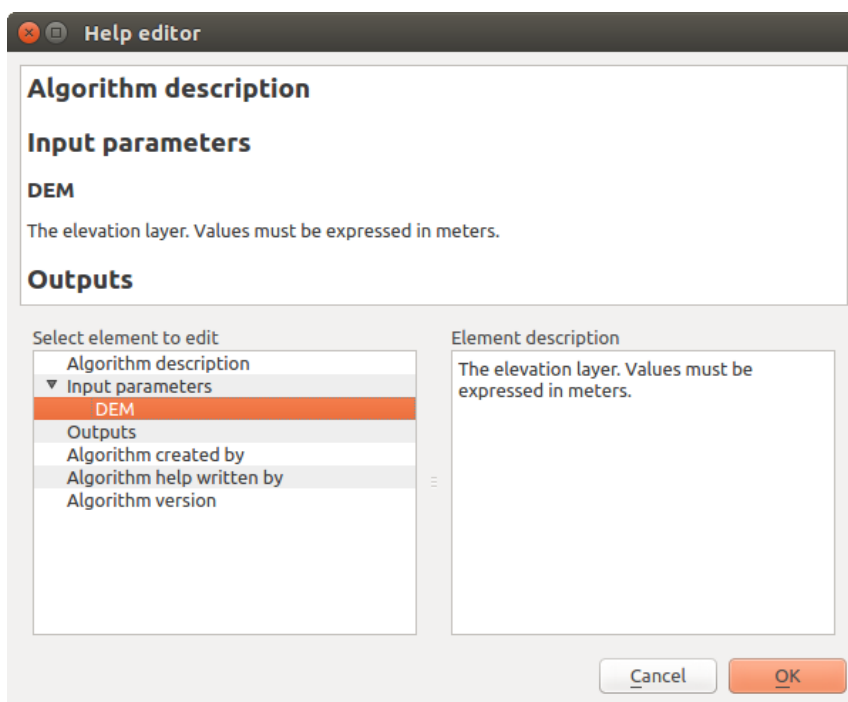 Help editor
Algorithm description
Input parameters
DEM
The elevation layer. Values must be expressed in meters.
Outputs
Select element to edit
Algorithm description
Input parameters
DEM
Outputs
Algorithm created by
Algorithm help written by
Algorithm version
Element description
The elevation layer. Values must be
expressed in meters.
Cancel
OK